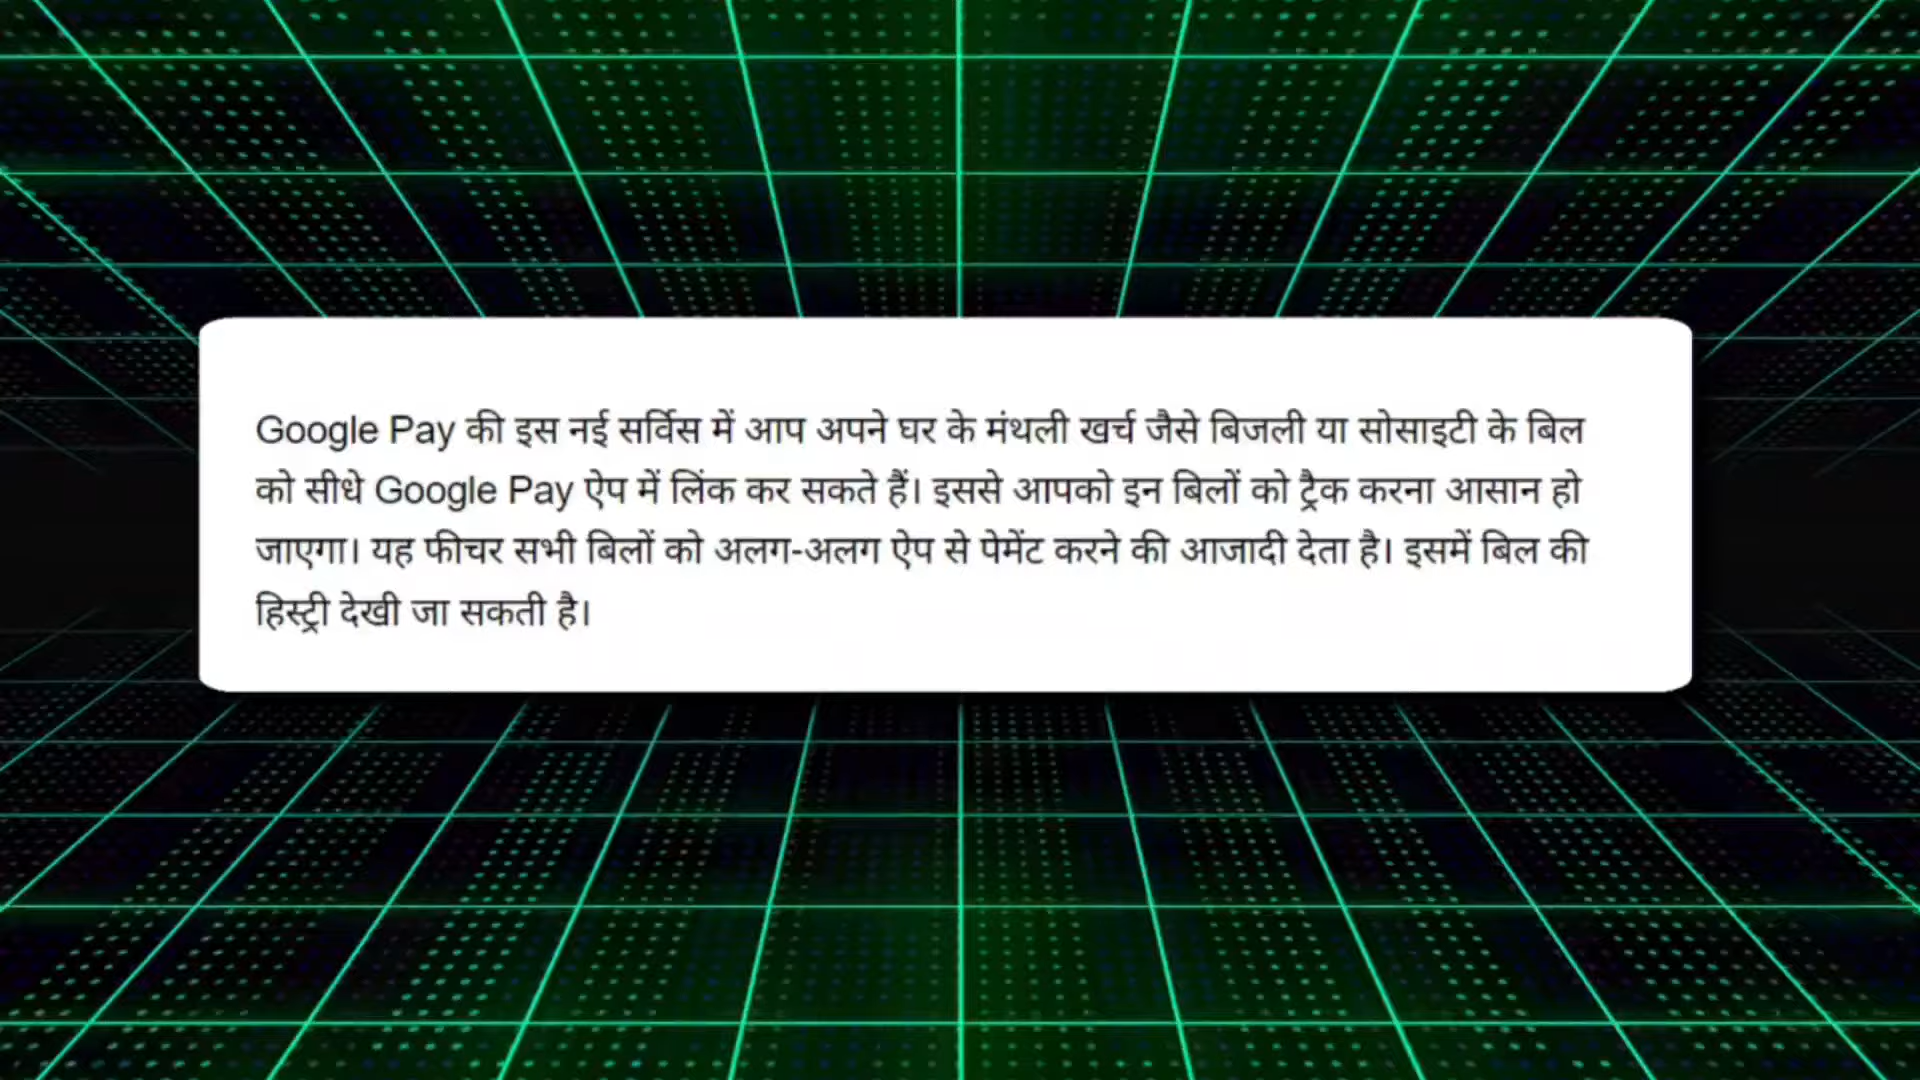 Google Pay की इस नई सर्विस में आप अपने घर के मंथली खर्च जैसे बिजली या सोसाइटी के बिल
को सीधे Google Pay ऐप में लिंक कर सकते हैं। इससे आपको इन बिलों को ट्रैक करना आसान हो
जाएगा। यह फीचर सभी बिलों को अलग-अलग ऐप से पेमेंट करने की आजादी देता है। इसमें बिल की
हिस्ट्री देखी जा सकती है।